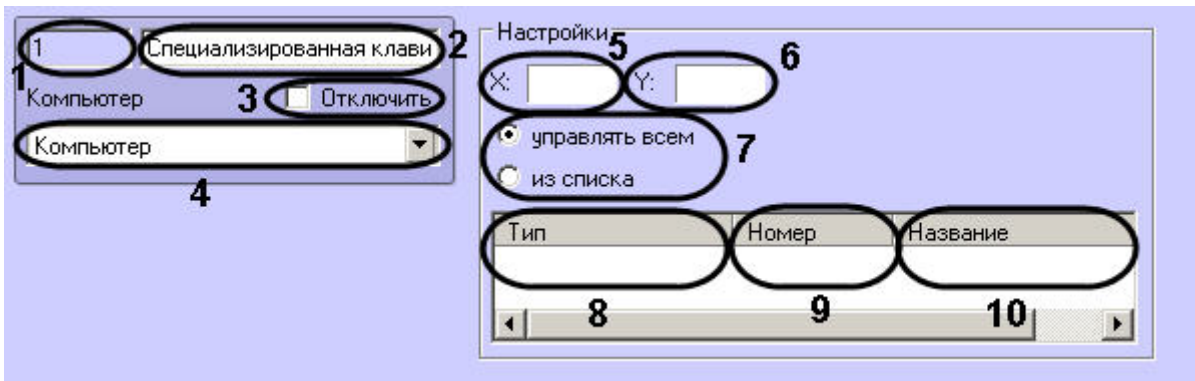 1 Специализированная клави 2
1
Компьютер 3 Отключить
Компьютер
4
Настройки
5 6
X: Y:
управлять всем
7
из списка
Тип Номер Название
8 9 10